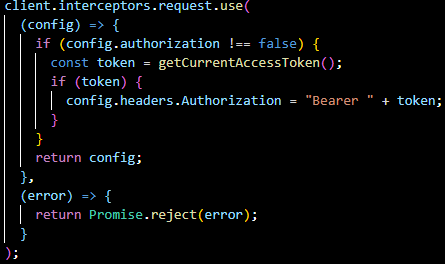 client.interceptors.request.use(
  (config) => {
    if (config.authorization !== false) {
      const token = getCurrentAccessToken();
      if (token) {
        config.headers.Authorization = "Bearer " + token;
      }
    }
    return config;
  },
  (error) => {
    return Promise.reject(error);
  }
);